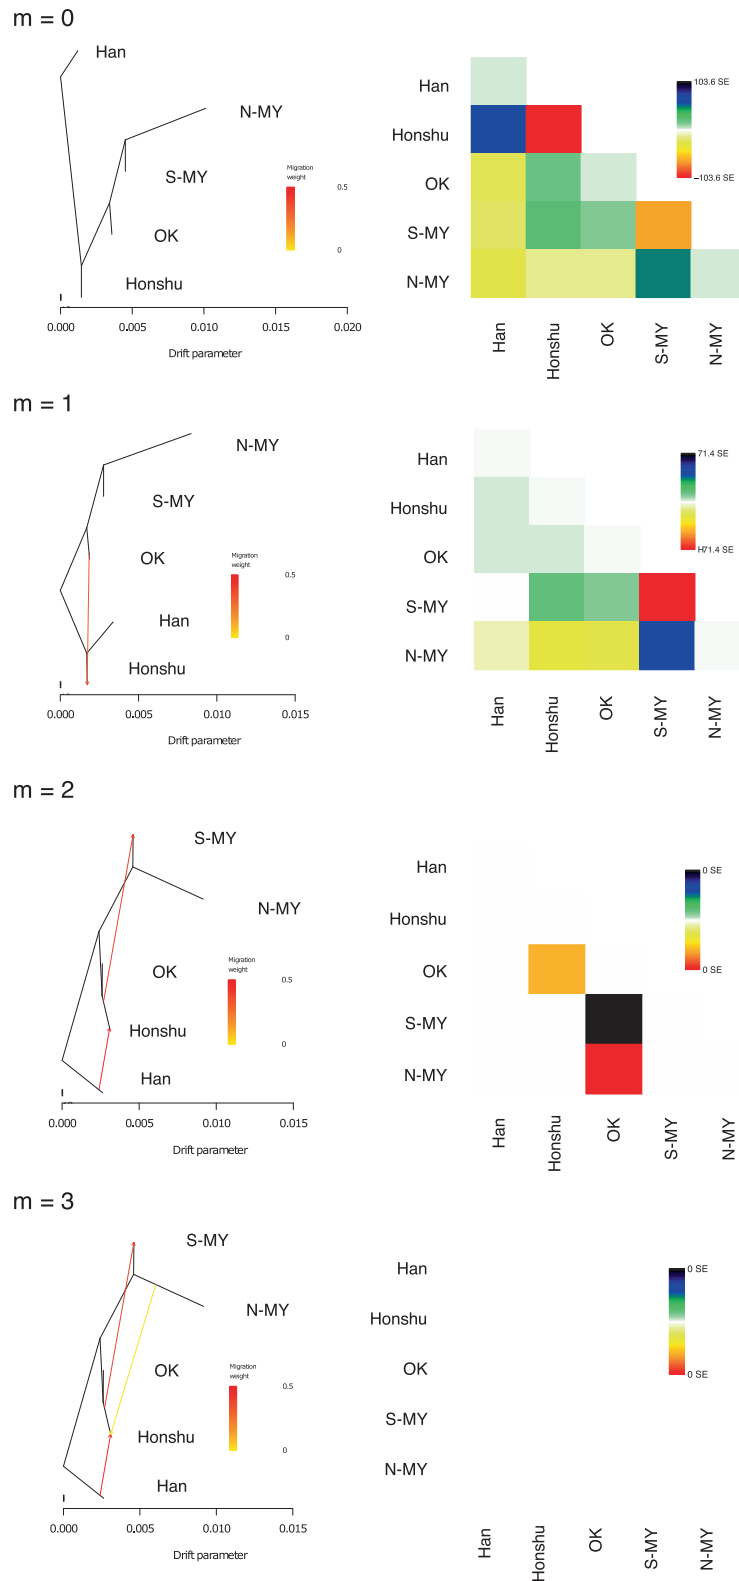 m = 0
Han
N-MY
S-MY
OK
Honshu
Migration
weight
0.5
0
0.000 0.005 0.010 0.015 0.020
Drift parameter
Han
Honshu
OK
S-MY
N-MY
103.6 SE
−103.6 SE
Han Honshu OK S-MY N-MY
m = 1
N-MY
S-MY
OK
Han
Honshu
Migration
weight
0.5
0
0.000 0.005 0.010 0.015
Drift parameter
Han
Honshu
OK
S-MY
N-MY
71.4 SE
H71.4 SE
Han Honshu OK S-MY N-MY
m = 2
S-MY
N-MY
OK
Honshu
Han
Migration
weight
0.5
0
0.000 0.005 0.010 0.015
Drift parameter
Han
Honshu
OK
S-MY
N-MY
0 SE
0 SE
Han Honshu OK S-MY N-MY
m = 3
S-MY
N-MY
OK
Honshu
Han
Migration
weight
0.5
0
0.000 0.005 0.010 0.015
Drift parameter
Han
Honshu
OK
S-MY
N-MY
0 SE
0 SE
Han Honshu OK S-MY N-MY